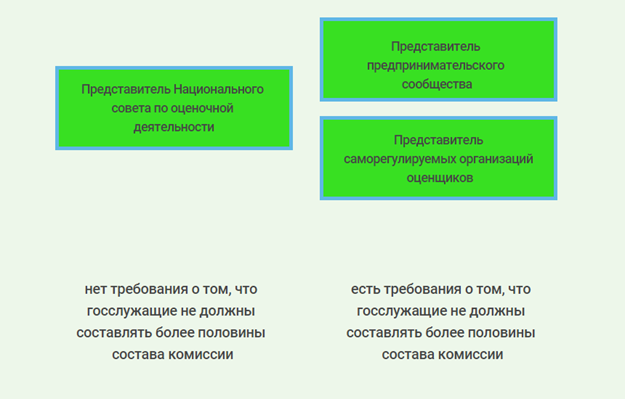 Представитель Национального
совета по оценочной
деятельности
Представитель
предпринимательского
сообщества
Представитель
саморегулируемых организаций
оценщиков
нет требования о том, что
госслужащие не должны
составлять более половины
состава комиссии
есть требования о том, что
госслужащие не должны
составлять более половины
состава комиссии